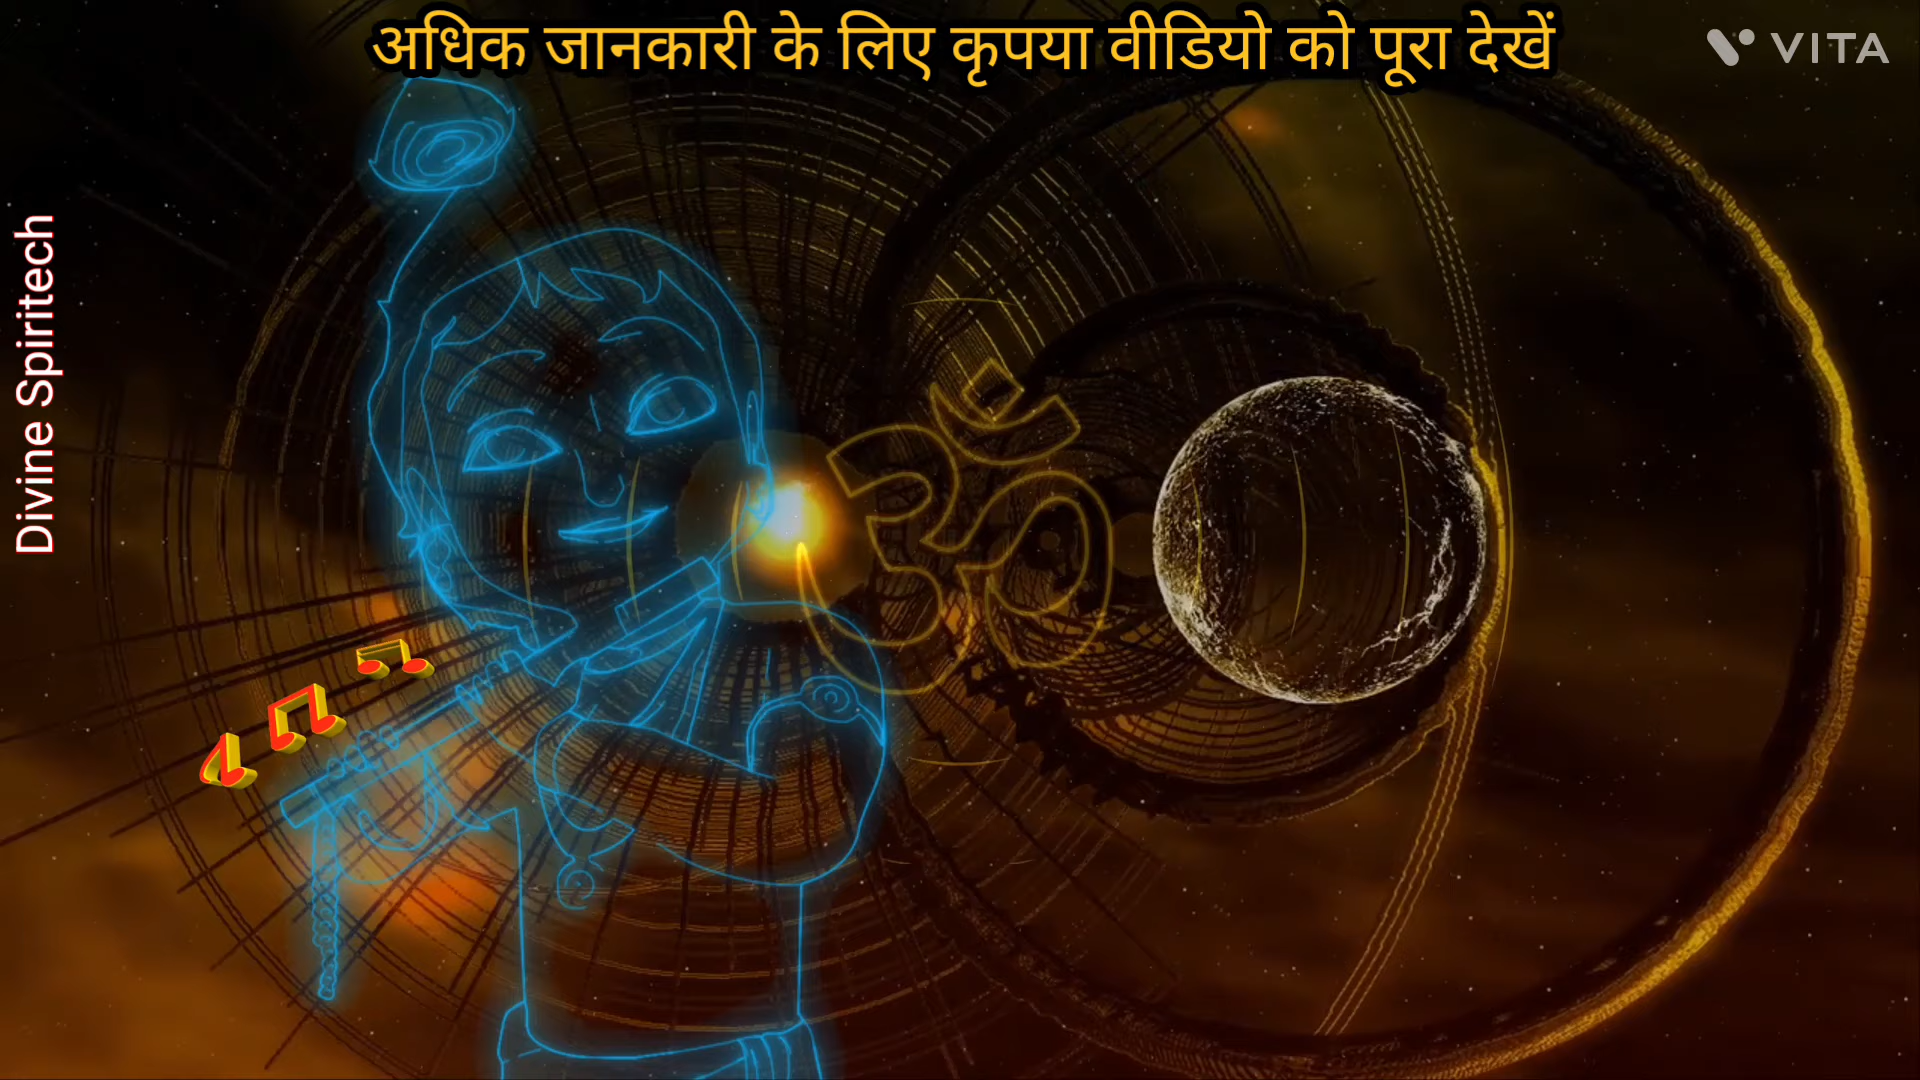 अधिक जानकारी के लिए कृपया वीडियो को पूरा देखें
VITA
Divine Spiritech
ॐ